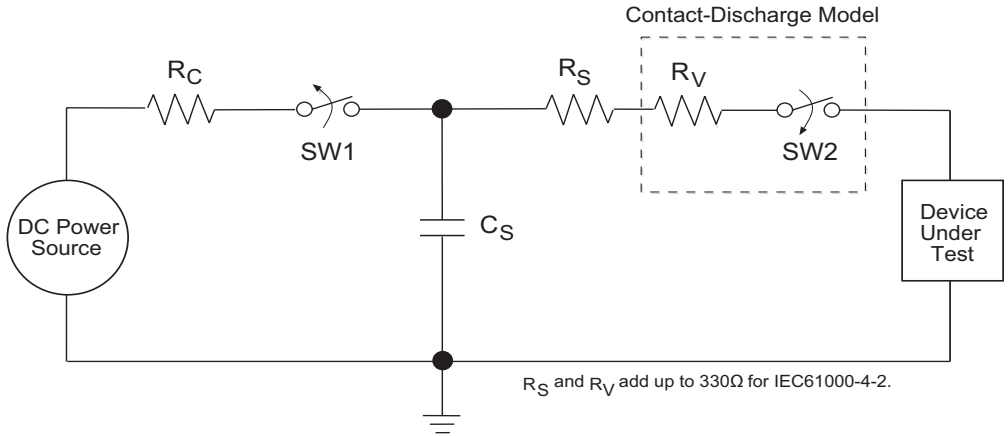 Contact-Discharge Model
RC
RS
RV
SW1
SW2
DC Power
Source
CS
Device
Under
Test
RS and RV add up to 330Ω for IEC61000-4-2.